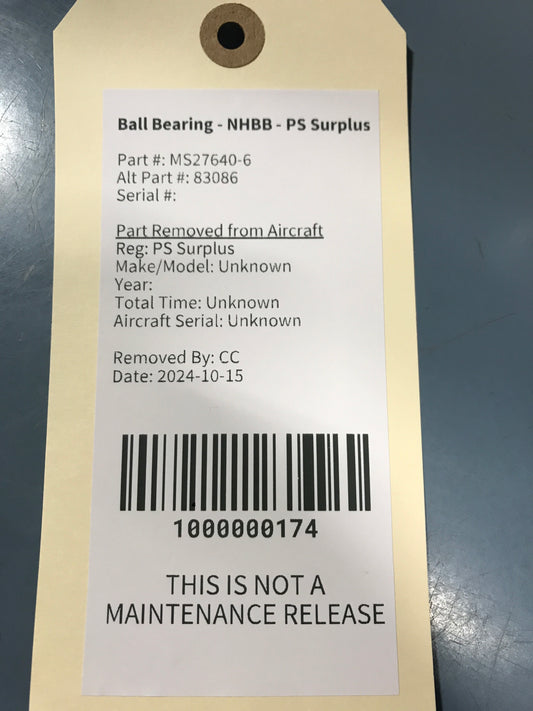 Ball Bearing - NHBB - PS Surplus
Part #: MS27640-6
Alt Part #: 83086
Serial #:
Part Removed from Aircraft
Reg: PS Surplus
Make/Model: Unknown
Year:
Total Time: Unknown
Aircraft Serial: Unknown
Removed By: CC
Date: 2024-10-15
1000000174
THIS IS NOT A
MAINTENANCE RELEASE